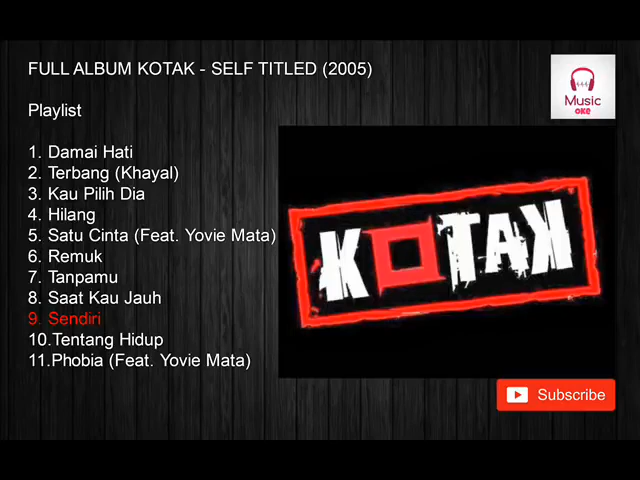 FULL ALBUM KOTAK - SELF TITLED (2005)
Playlist
1. Damai Hati
2. Terbang (Khayal)
3. Kau Pilih Dia
4. Hilang
5. Satu Cinta (Feat. Yovie Mata)
6. Remuk
7. Tanpamu
8. Saat Kau Jauh
9. Sendiri
10.Tentang Hidup
11.Phobia (Feat. Yovie Mata)
Music
OKE
KOTAK
Subscribe